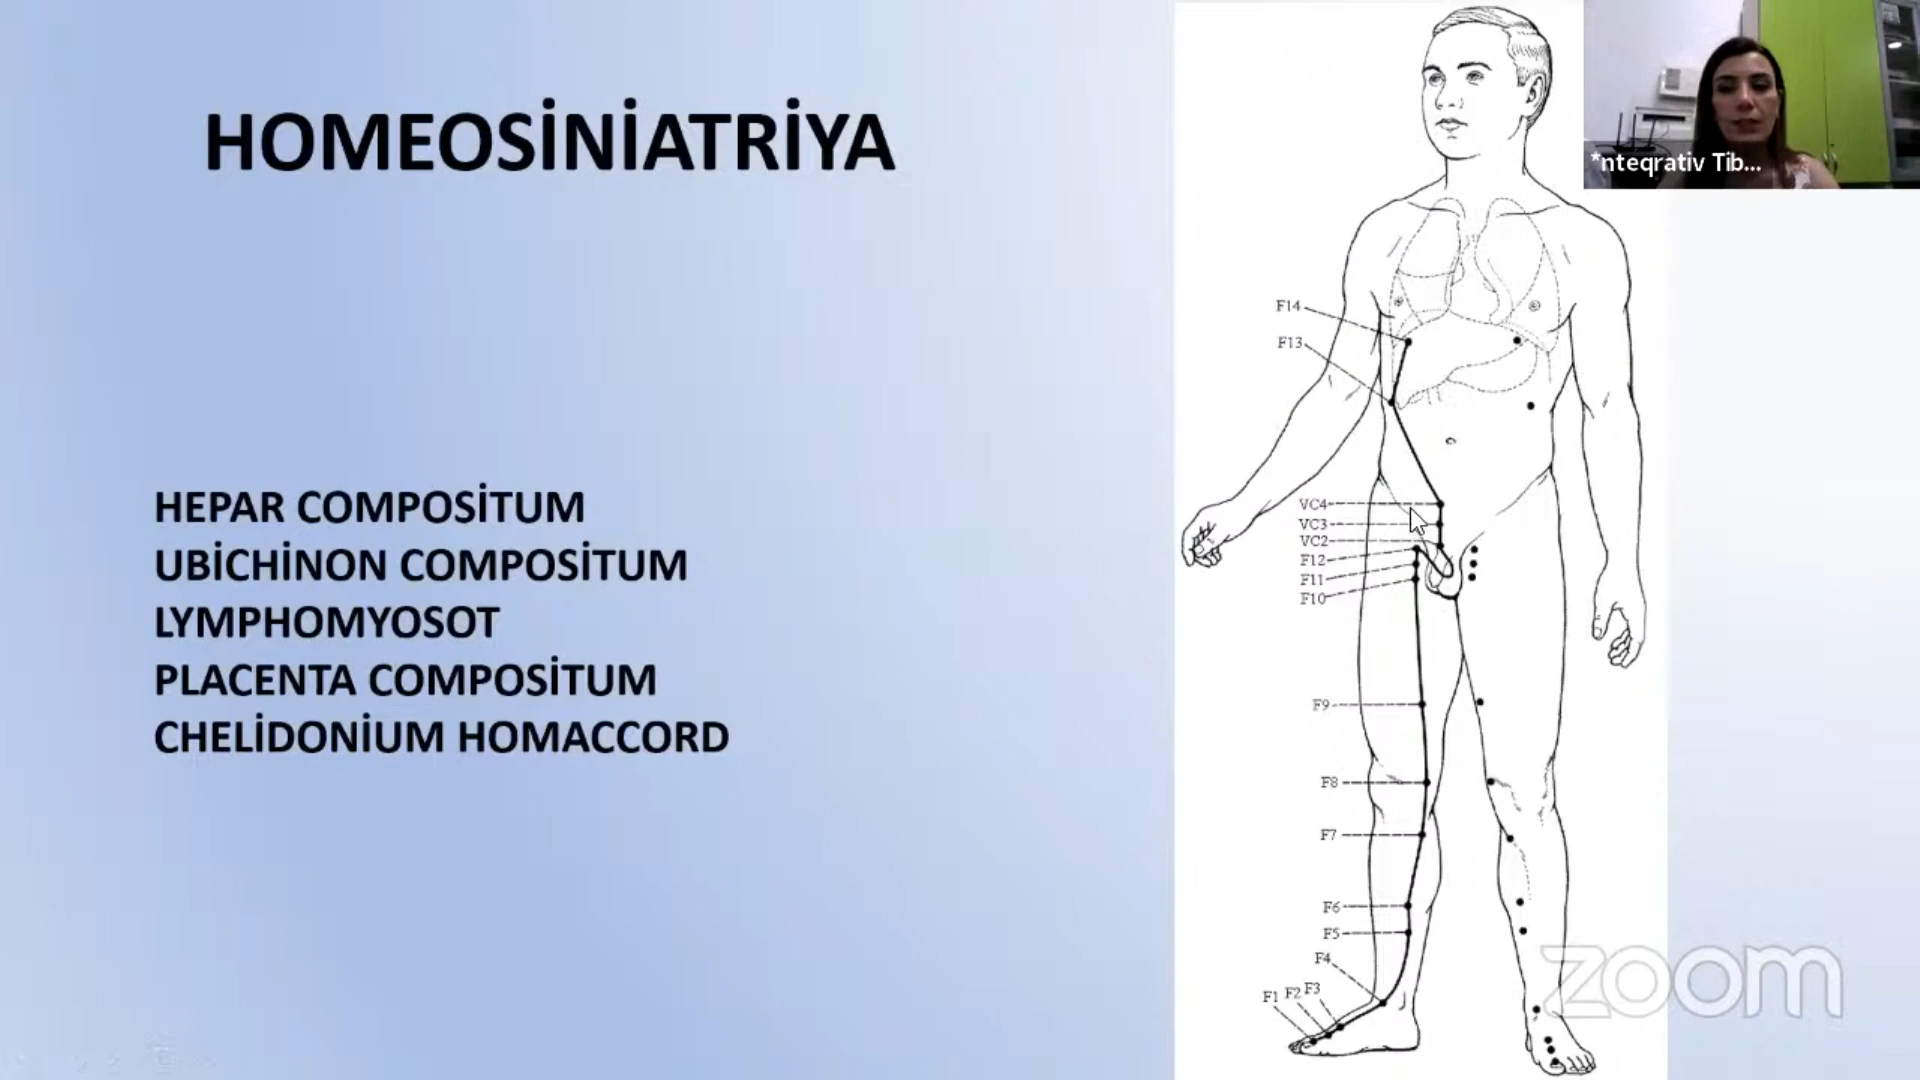 HOMEOSİNİATRİYA
*nteqrativ Tib...
HEPAR COMPOSİTUM
UBİCHİNON COMPOSİTUM
LYMPHOMYOSOT
PLACENTA COMPOSİTUM
CHELİDONİUM HOMACCORD
F14
F13
VC4
VC3
VC2
F12
F11
F10
F9
F8
F7
F6
F5
F4
F1 F2 F3
zoom